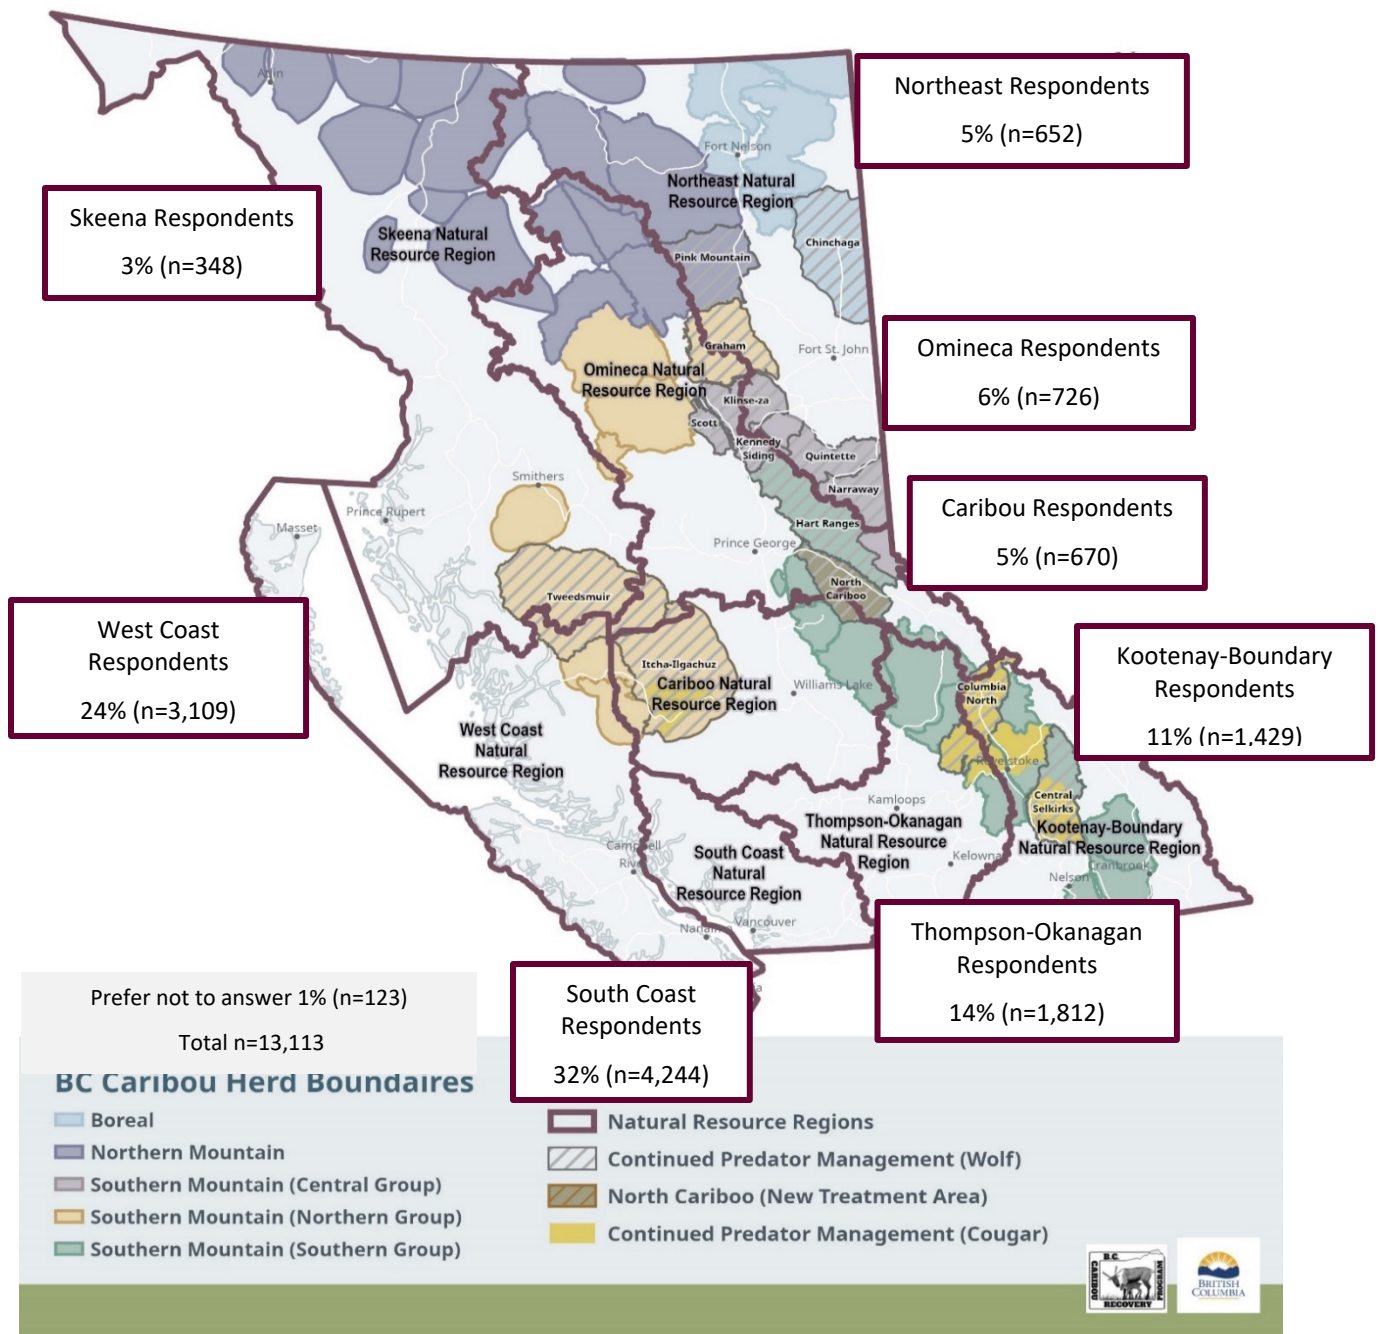 Northeast Respondents
5% (n=652)
Atlin
Fort Nelson
Northeast Natural
Resource Region
Skeena Respondents
3% (n=348)
Skeena Natural
Resource Region
Chinchaga
Pink Mountain
Omineca Respondents
6% (n=726)
Graham
Fort St. John
Omineca Natural
Resource Region
Klinse-za
Scott
Kennedy
Siding
Quintette
Narraway
Smithers
Caribou Respondents
5% (n=670)
Prince Rupert
Masset
Hart Ranges
Prince George
North
Cariboo
Tweedsmuir
West Coast
Respondents
24% (n=3,109)
Kootenay-Boundary
Respondents
11% (n=1,429)
Itcha-Ilgachuz
Cariboo Natural
Resource Region
Williams Lake
Columbia
North
West Coast
Natural
Resource Region
Revelstoke
Kamloops
Central
Selkirks
Thompson-Okanagan
Natural Resource
Region
Kootenay-Boundary
Natural Resource Region
Campbell
River
South Coast
Natural
Resource Region
Kelowna
Cranbrook
Nelson
Vancouver
Nanaimo
Thompson-Okanagan
Respondents
14% (n=1,812)
South Coast
Respondents
32% (n=4,244)
Prefer not to answer 1% (n=123)
Total n=13,113
BC Caribou Herd Boundaires
Boreal
Northern Mountain
Southern Mountain (Central Group)
Southern Mountain (Northern Group)
Southern Mountain (Southern Group)
Natural Resource Regions
Continued Predator Management (Wolf)
North Cariboo (New Treatment Area)
Continued Predator Management (Cougar)
B.C.
CARIBOU
PROGRAM
RECOVERY
BRITISH
COLUMBIA